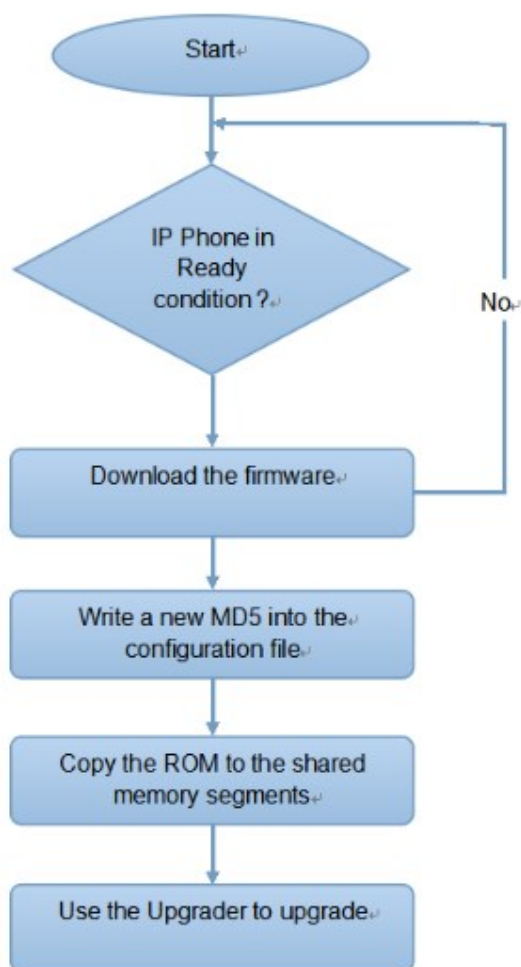 Start
IP Phone in
Ready
condition ?
No
Download the firmware
Write a new MD5 into the
configuration file
Copy the ROM to the shared
memory segments
Use the Upgrader to upgrade